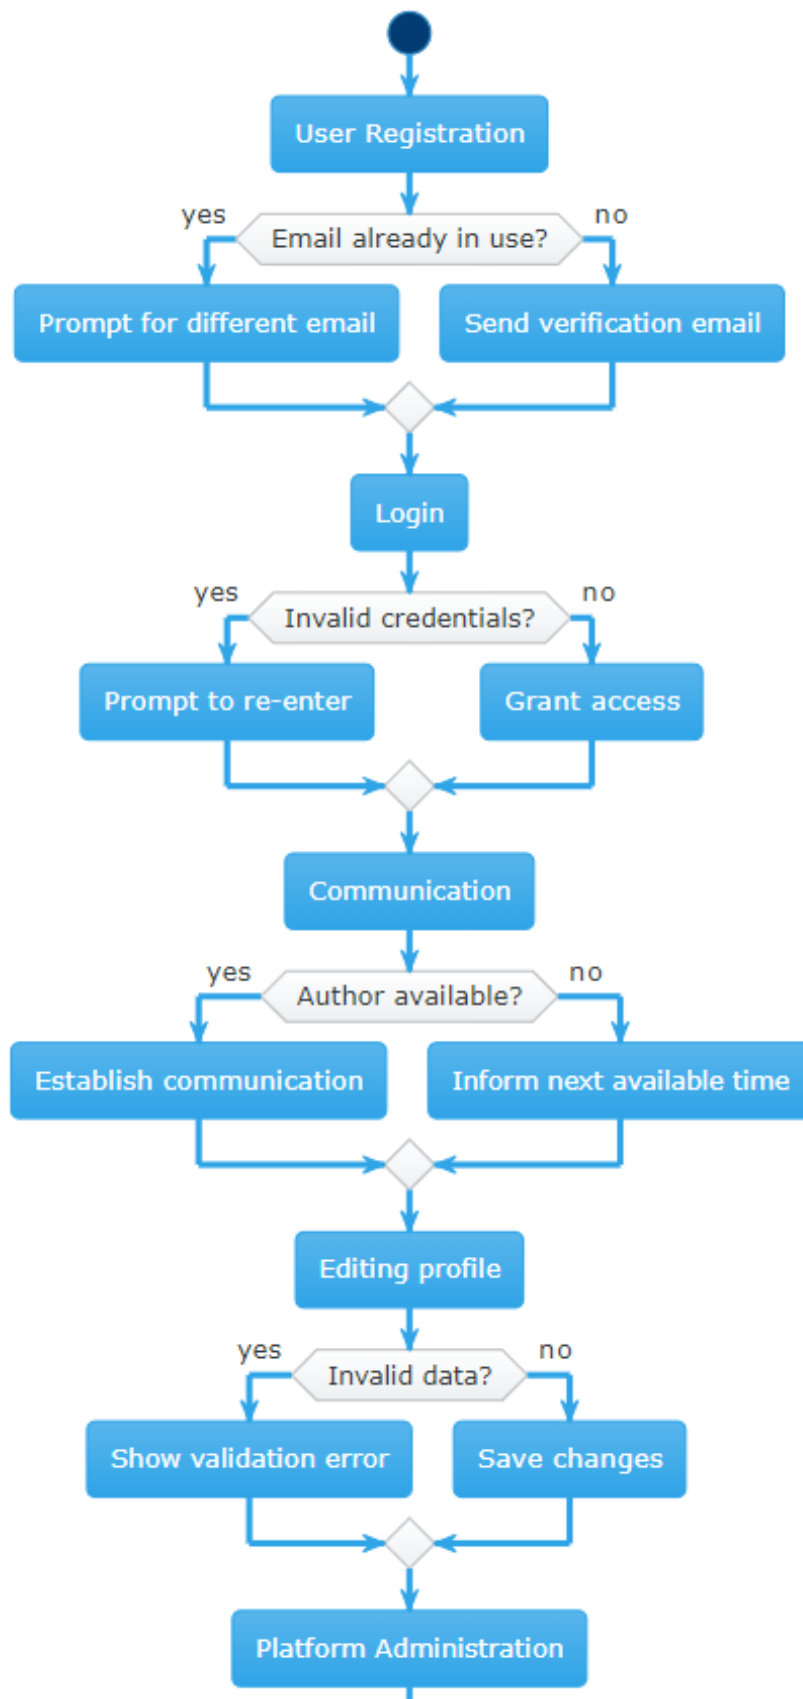 User Registration
yes
Email already in use?
no
Prompt for different email
Send verification email
Login
yes
Invalid credentials?
no
Prompt to re-enter
Grant access
Communication
yes
Author available?
no
Establish communication
Inform next available time
Editing profile
yes
Invalid data?
no
Show validation error
Save changes
Platform Administration